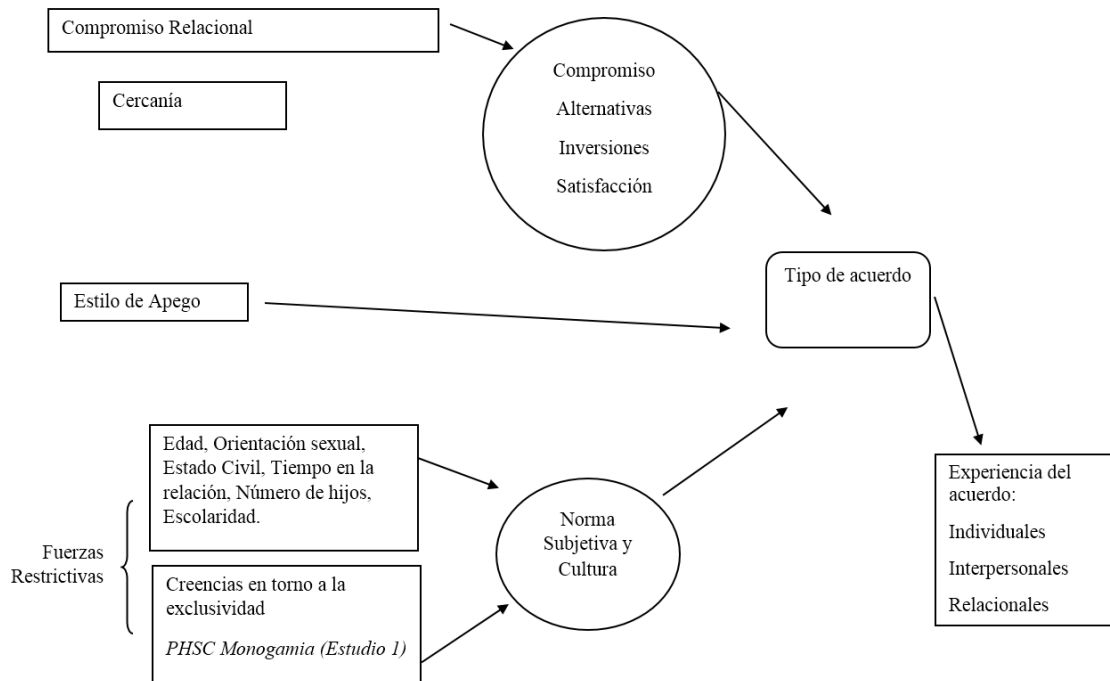 Compromiso Relacional
Cercanía
Compromiso
Alternativas
Inversiones
Satisfacción
Tipo de acuerdo
Estilo de Apego
Edad, Orientación sexual,
Estado Civil, Tiempo en la
relación, Número de hijos,
Escolaridad.
Fuerzas
Restrictivas
Creencias en torno a la
exclusividad
PHSC Monogamia (Estudio 1)
Norma
Subjetiva y
Cultura
Experiencia del
acuerdo:
Individuales
Interpersonales
Relacionales